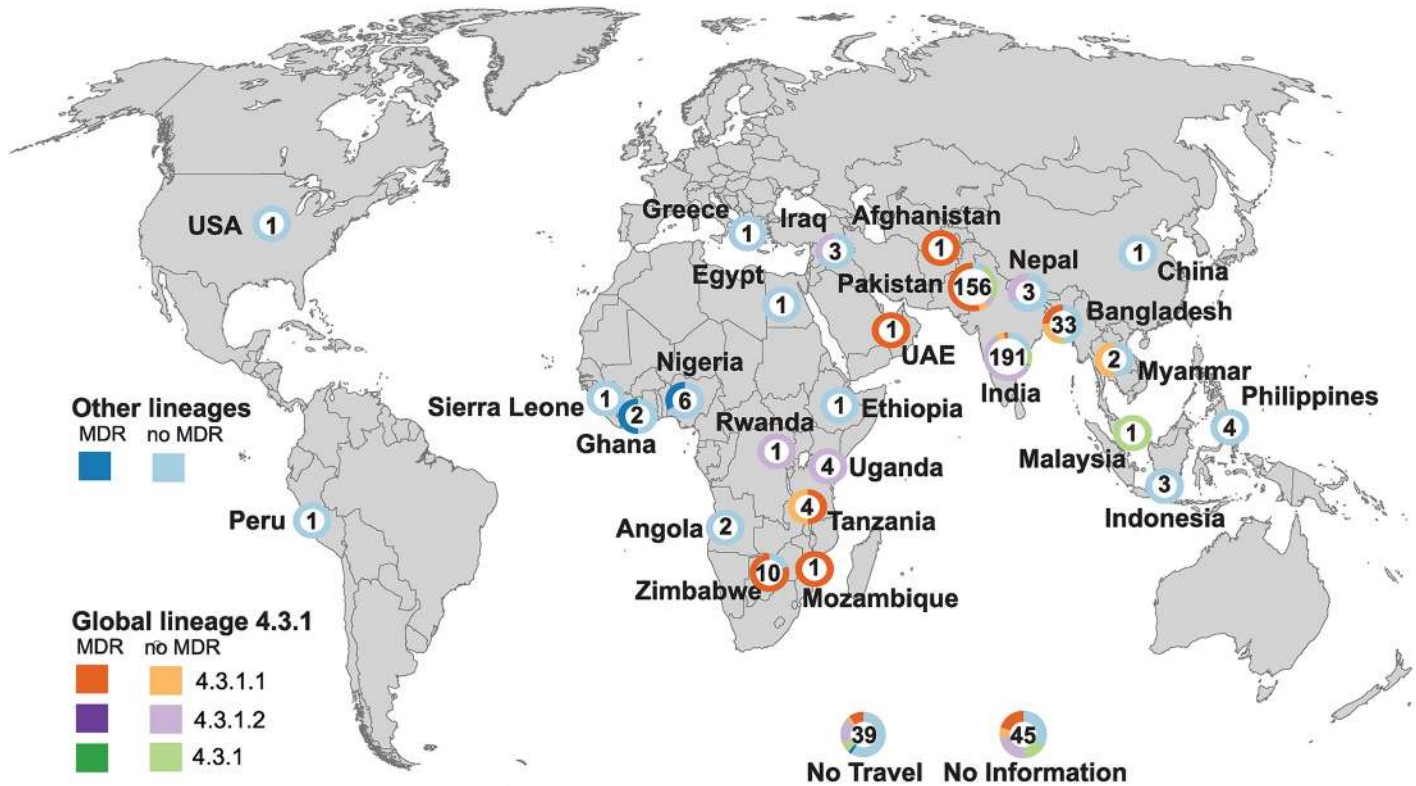 USA
1
Greece
1
Iraq
3
Afghanistan
1
Egypt
1
Pakistan
156
Nepal
3
1
China
Bangladesh
33
1
UAE
191
India
2
Myanmar
Philippines
4
Nigeria
6
Sierra Leone
1
Ghana
2
Rwanda
1
1
Ethiopia
4
Uganda
1
Malaysia
3
Indonesia
Other lineages
MDR no MDR
Peru
1
Angola
2
4
Tanzania
Zimbabwe
10
1
Mozambique
Global lineage 4.3.1
MDR no MDR
4.3.1.1
4.3.1.2
4.3.1
39
No Travel
45
No Information